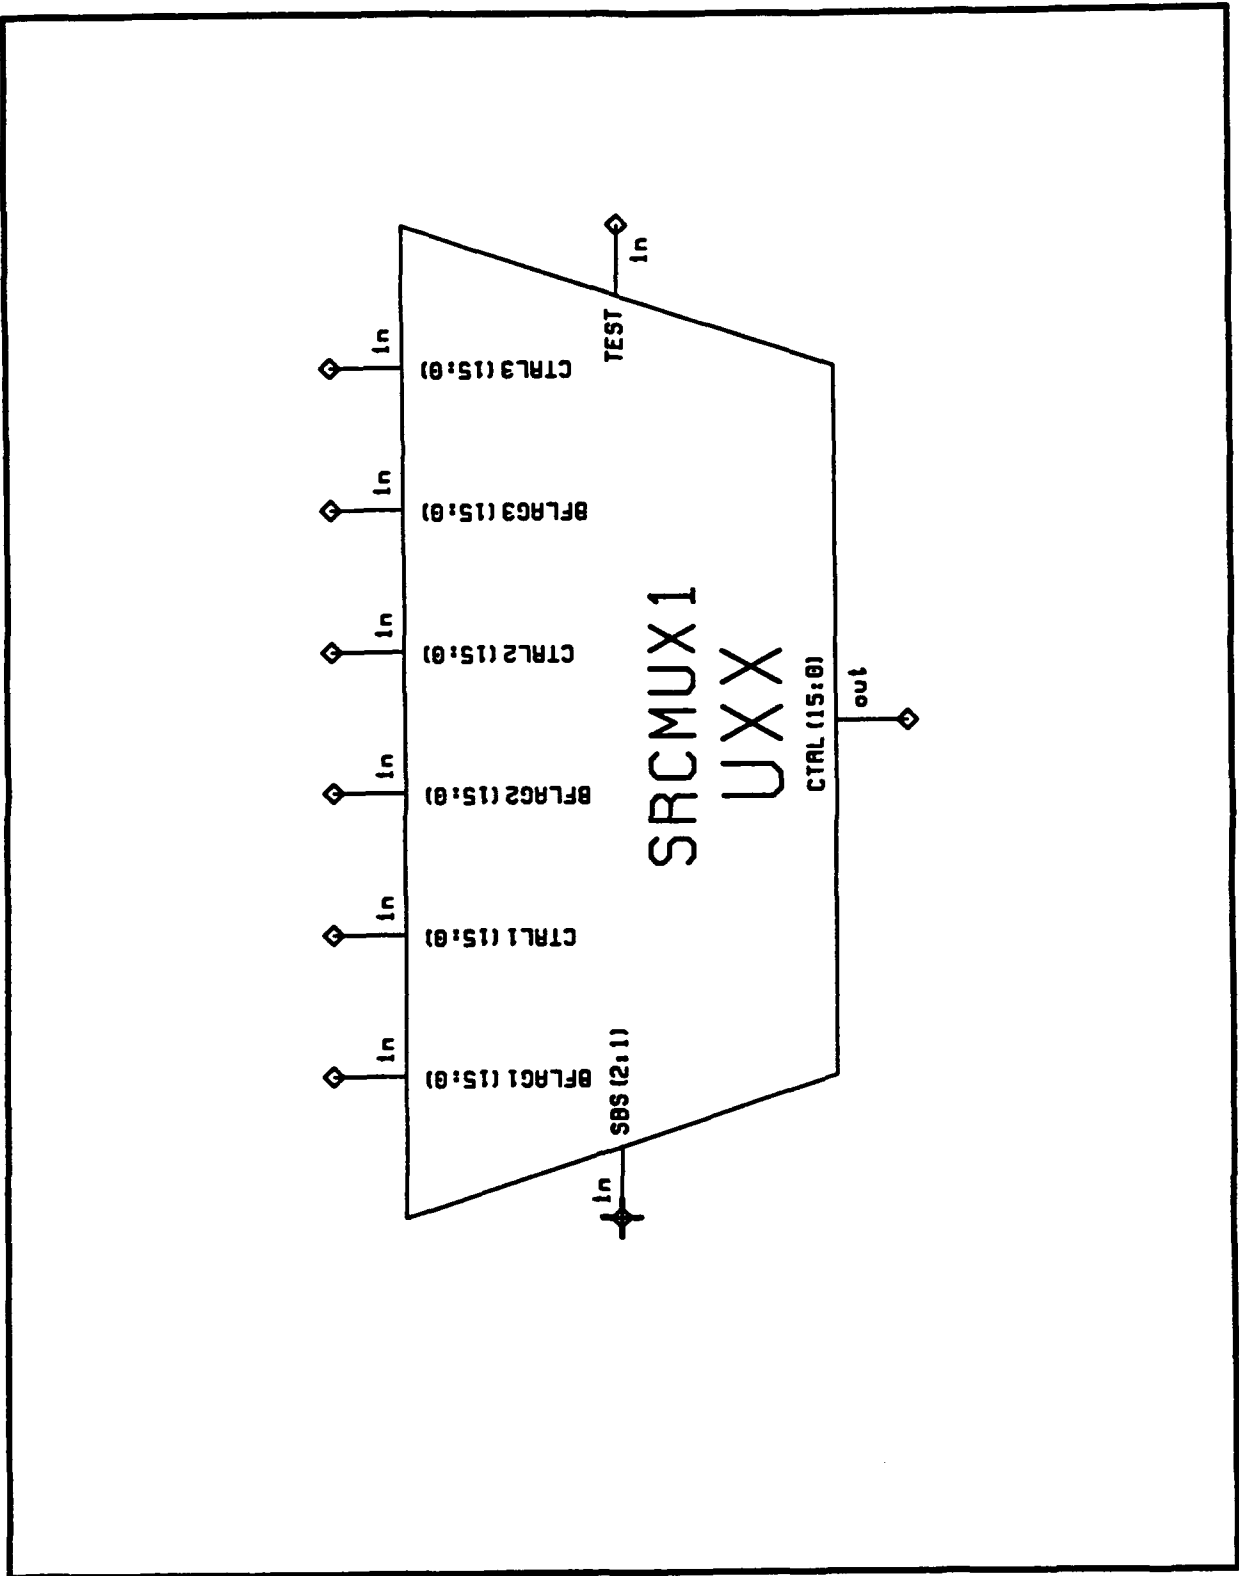 in
CTRL3(15:0)
in
TEST
in
BFLAG3(15:0)
in
CTRL2(15:0)
in
BFLAG2(15:0)
in
CTRL1(15:0)
in
BFLAG1(15:0)
SRCMUX1
UXX
CTRL(15:0)
out
SBS(2:1)
in